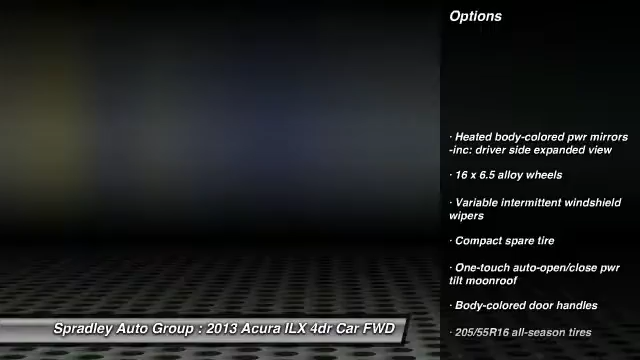 Options
· Heated body-colored pwr mirrors
-inc: driver side expanded view
· 16 x 6.5 alloy wheels
· Variable intermittent windshield
wipers
· Compact spare tire
· One-touch auto-open/close pwr
tilt moonroof
· Body-colored door handles
· 205/55R16 all-season tires
Spradley Auto Group : 2013 Acura ILX 4dr Car FWD